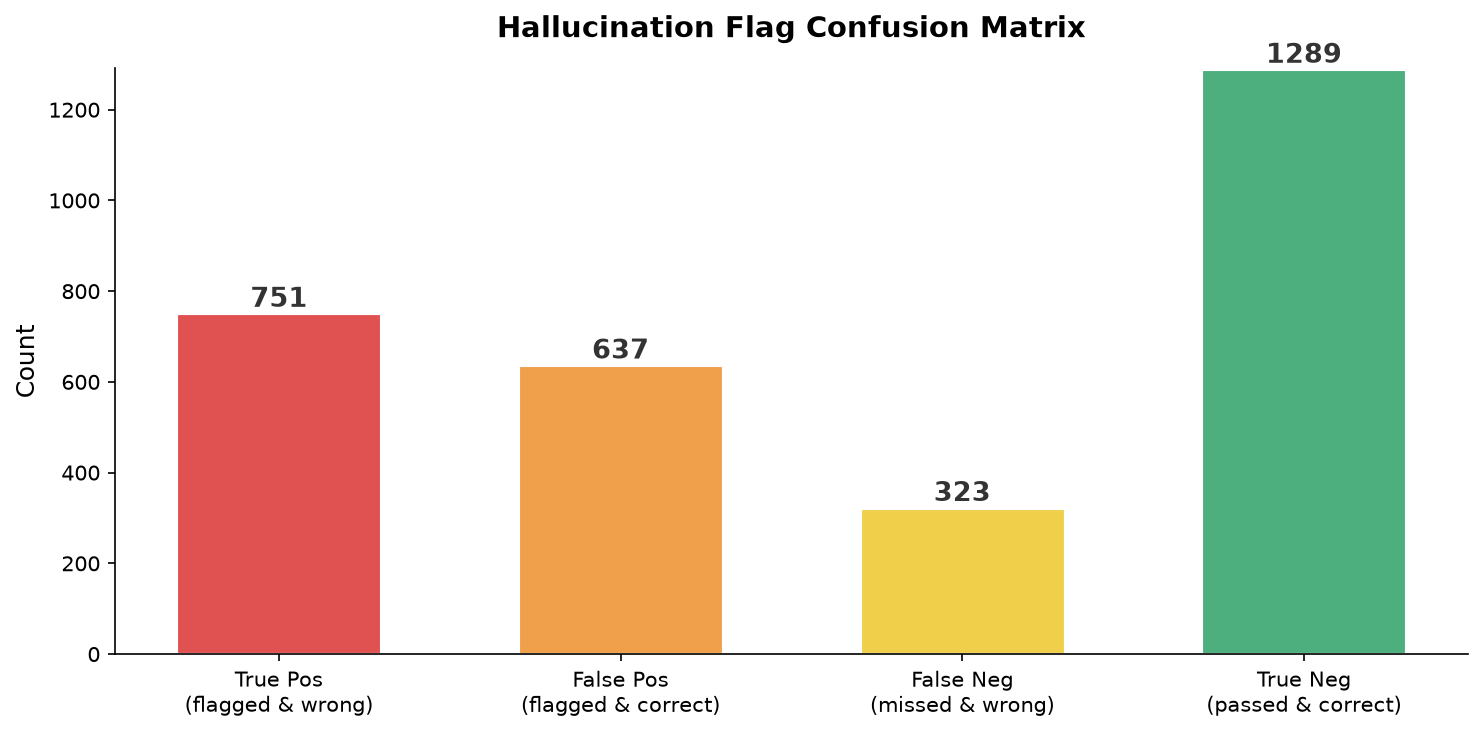 Hallucination Flag Confusion Matrix
1289
1200
1000
800
751
637
600
400
323
200
0
Count
True Pos
(flagged & wrong)
False Pos
(flagged & correct)
False Neg
(missed & wrong)
True Neg
(passed & correct)